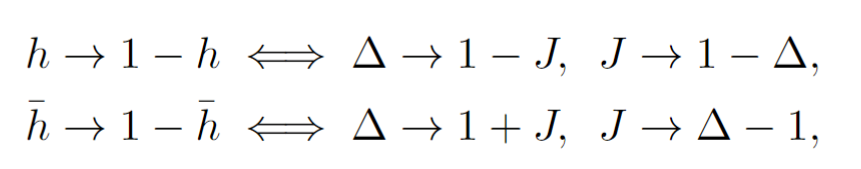 h → 1 − h ⟺ Δ → 1 − J, J → 1 − Δ,
h̄ → 1 − h̄ ⟺ Δ → 1 + J, J → Δ − 1,